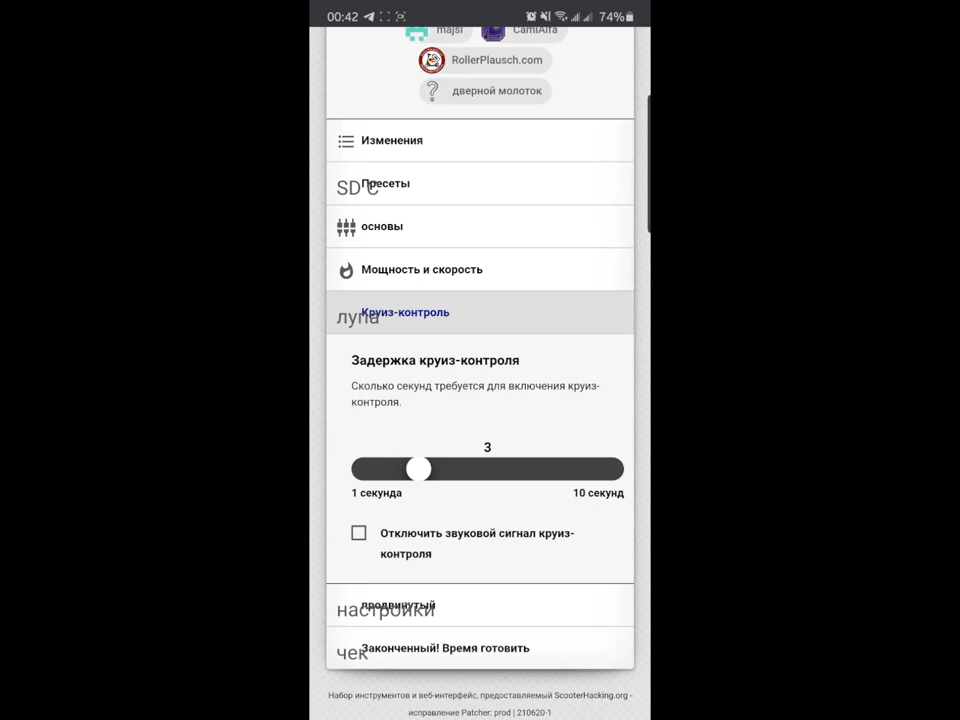 00:42 74%
majsi CamiAlfa
RollerPlausch.com
дверной молоток
Изменения
SD C Пресеты
основы
Мощность и скорость
лупа Круиз-контроль
Задержка круиз-контроля
Сколько секунд требуется для включения круиз-
контроля.
3
1 секунда 10 секунд
Отключить звуковой сигнал круиз-
контроля
настройки продвинутый
чек Законченный! Время готовить
Набор инструментов и веб-интерфейс, предоставляемый ScooterHacking.org -
исправление Patcher: prod | 210620-1